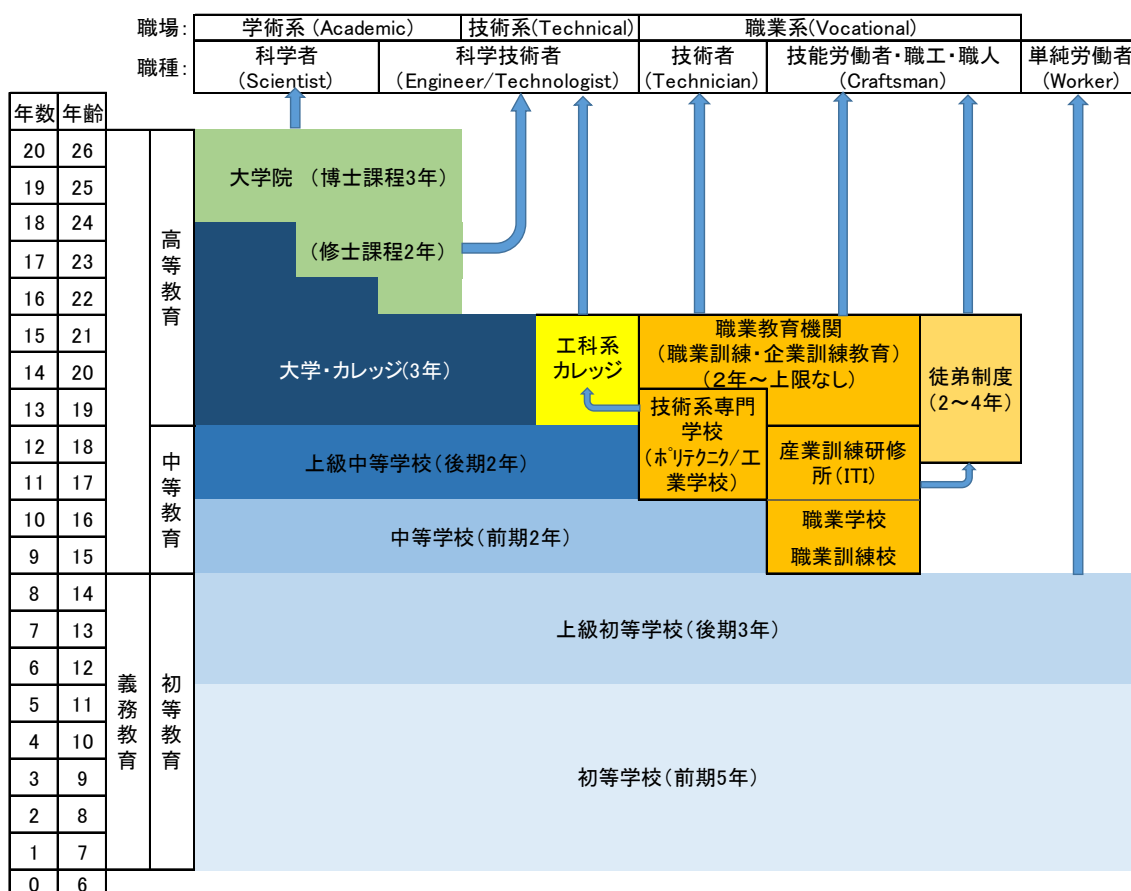 職場: 学術系 (Academic) 技術系(Technical) 職業系(Vocational)
職種: 科学者 科学技術者 技術者 技能労働者・職工・職人 単純労働者
(Scientist) (Engineer/Technologist) (Technician) (Craftsman) (Worker)
年数 年齢
20 26
19 25
18 24
17 23
16 22
15 21
14 20
13 19
12 18
11 17
10 16
9 15
8 14
7 13
6 12
5 11
4 10
3 9
2 8
1 7
0 6
高等教育
中等教育
義務教育
初等教育
大学院 (博士課程3年)
(修士課程2年)
大学・カレッジ(3年)
工科系
カレッジ
職業教育機関
(職業訓練・企業訓練教育)
(2年～上限なし)
徒弟制度
(2～4年)
技術系専門
学校
(ﾎﾟﾘﾃｸﾆｸ/工
業学校)
上級中等学校(後期2年)
産業訓練研修
所(ITI)
中等学校(前期2年)
職業学校
職業訓練校
上級初等学校(後期3年)
初等学校(前期5年)